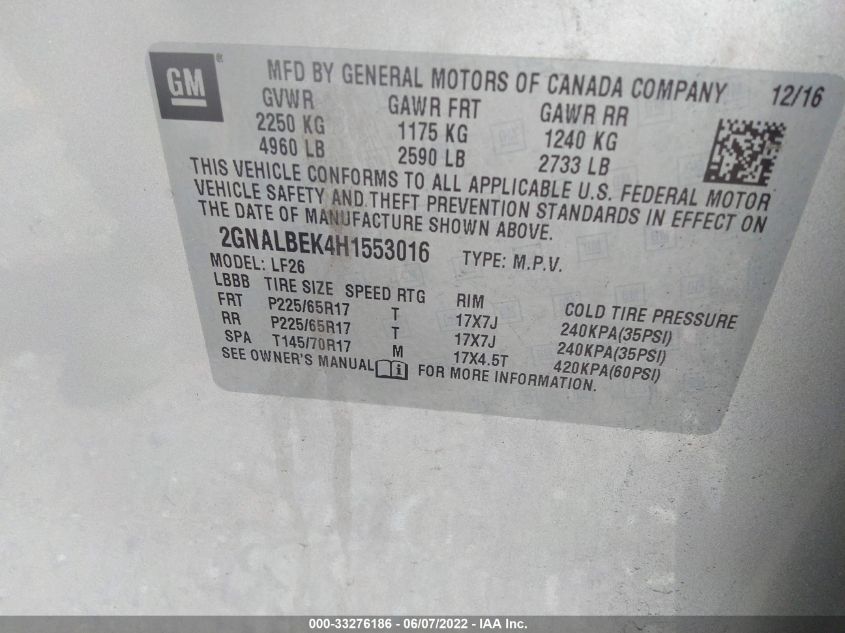 GM ® MFD BY GENERAL MOTORS OF CANADA COMPANY 12/16
GVWR GAWR FRT GAWR RR
2250 KG 1175 KG 1240 KG
4960 LB 2590 LB 2733 LB
THIS VEHICLE CONFORMS TO ALL APPLICABLE U.S. FEDERAL MOTOR
VEHICLE SAFETY AND THEFT PREVENTION STANDARDS IN EFFECT ON
THE DATE OF MANUFACTURE SHOWN ABOVE.
2GNALBEK4H1553016 TYPE: M.P.V.
MODEL: LF26
LBBB TIRE SIZE SPEED RTG RIM COLD TIRE PRESSURE
FRT P225/65R17 T 17X7J 240KPA(35PSI)
RR P225/65R17 T 17X7J 240KPA(35PSI)
SPA T145/70R17 M 17X4.5T 420KPA(60PSI)
SEE OWNER'S MANUAL i FOR MORE INFORMATION.
000-33276186 - 06/07/2022 - IAA Inc.